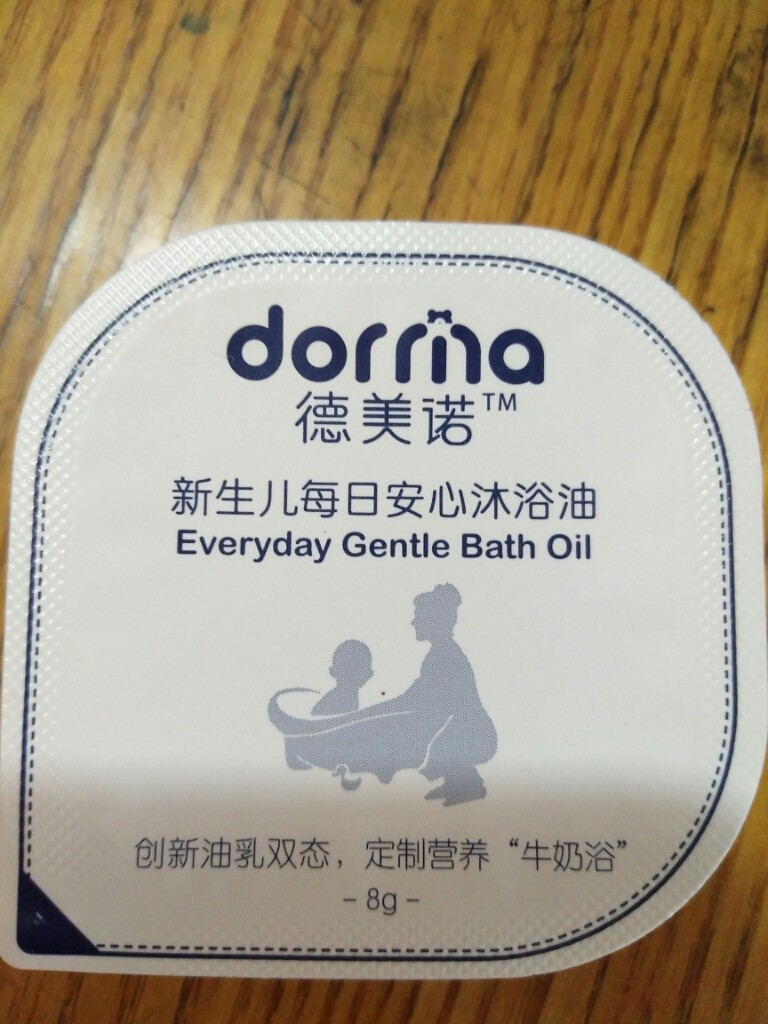 dorrna
德美诺™
新生儿每日安心沐浴油
Everyday Gentle Bath Oil
创新油乳双态，定制营养“牛奶浴”
- 8g -